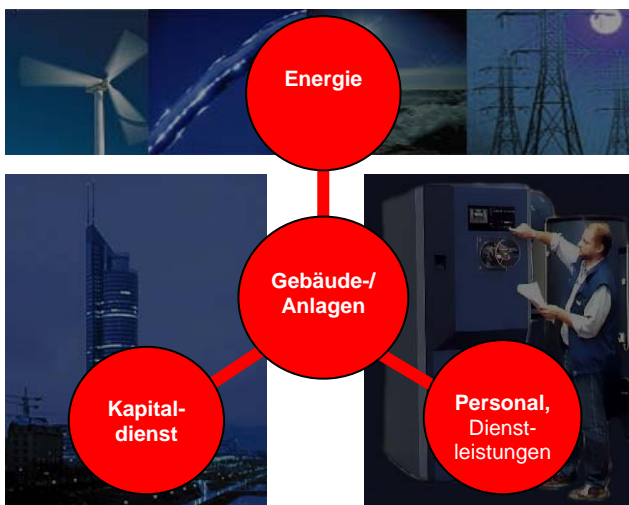 Energie
Gebäude-/
Anlagen
Kapital-
dienst
Personal,
Dienst-
leistungen